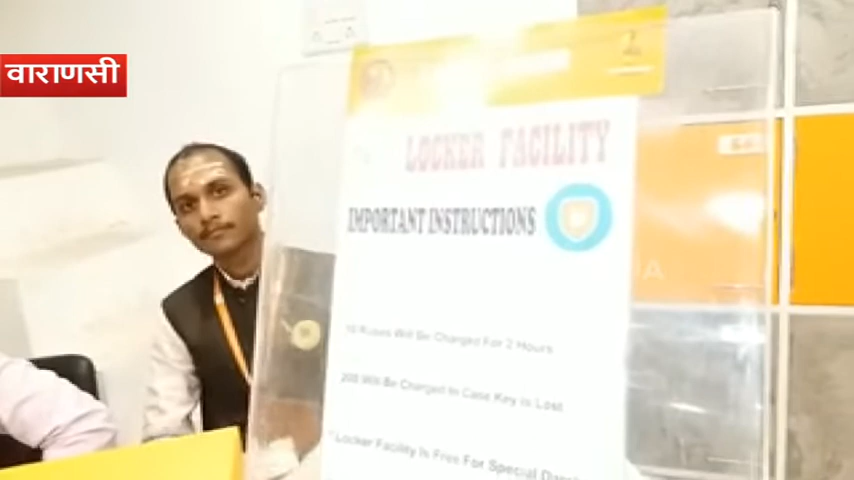 वाराणसी
LOCKER FACILITY
IMPORTANT INSTRUCTIONS
10 Rupes Will Be Charged For 2 Hours
200 Will Be Charged In Case Key is Lost
* Locker Facility Is Free For Special